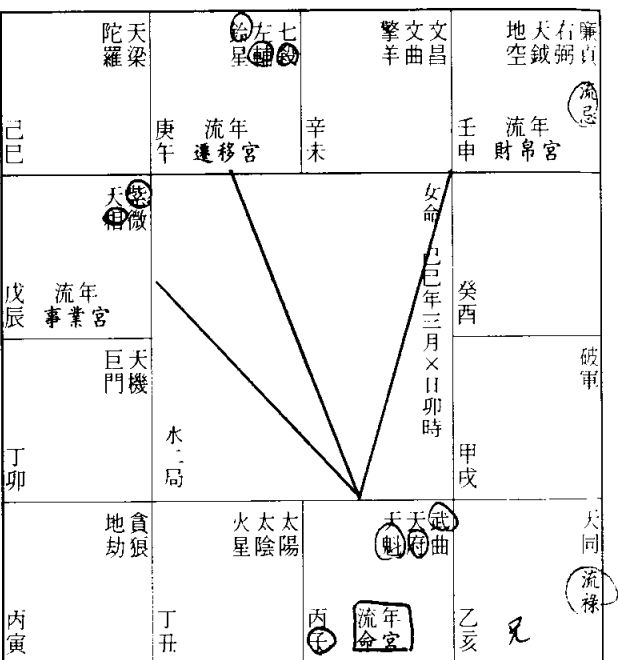 天梁
陀羅
己巳
七殺
左輔
鈴星
庚午
流年
遷移宮
文昌
文曲
擎羊
辛未
廉貞
右弼
天鉞
地空
流忌
壬申
流年
財帛宮
紫微
天相
戊辰
流年
事業宮
女命 己巳年三月×日卯時
水二局
癸酉
天機
巨門
丁卯
破軍
甲戌
貪狼
地劫
丙寅
太陽
太陰
火星
丁丑
武曲
天府
天魁
丙子
流年
命宮
天同
流祿
乙亥
兄